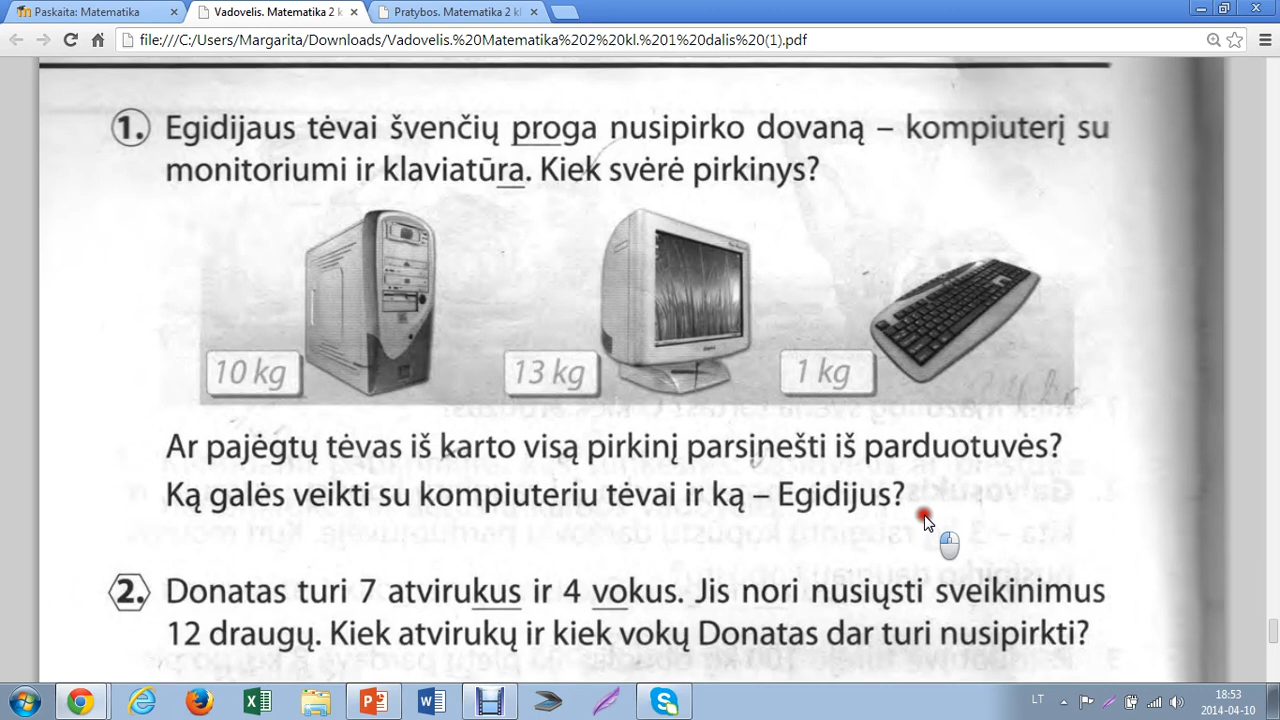 Paskaita: Matematika
Vadovelis. Matematika 2 k
Pratybos. Matematika 2 kl
file:///C:/Users/Margarita/Downloads/Vadovelis.%20Matematika%202%20kl.%201%20dalis%20(1).pdf
1. Egidijaus tėvai švenčių proga nusipirko dovaną – kompiuterį su
monitoriumi ir klaviatūra. Kiek svėrė pirkinys?
10 kg
13 kg
1 kg
Ar pajėgtų tėvas iš karto visą pirkinį parsinešti iš parduotuvės?
Ką galės veikti su kompiuteriu tėvai ir ką – Egidijus?
2. Donatas turi 7 atvirukus ir 4 vokus. Jis nori nusiųsti sveikinimus
12 draugų. Kiek atvirukų ir kiek vokų Donatas dar turi nusipirkti?
LT
18:53
2014-04-10